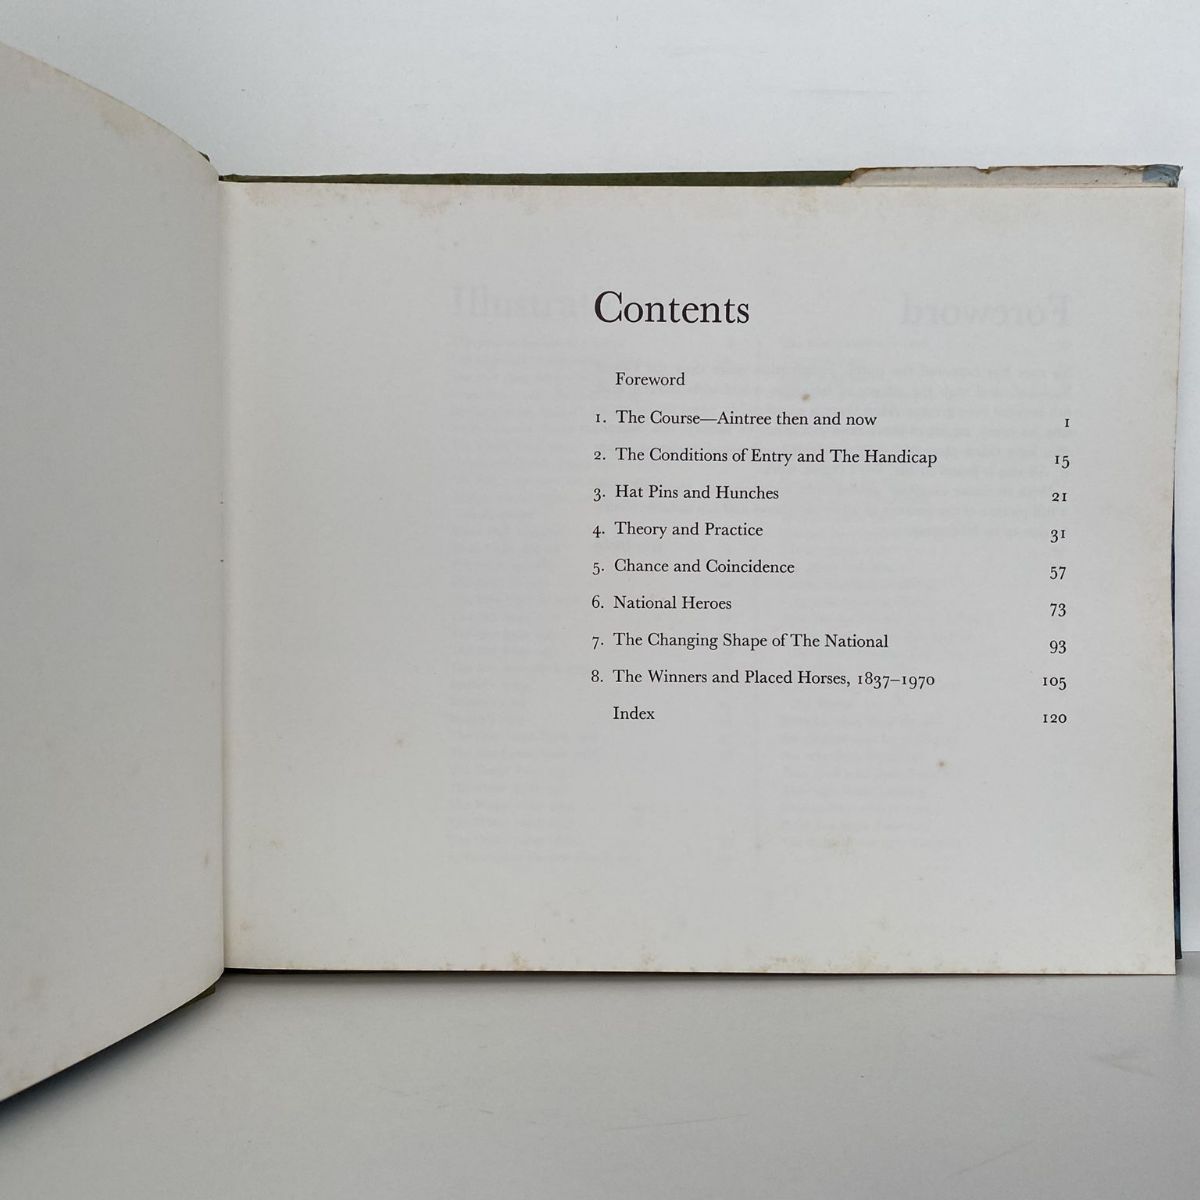 Contents
Foreword
1. The Course—Aintree then and now 1
2. The Conditions of Entry and The Handicap 15
3. Hat Pins and Hunches 21
4. Theory and Practice 31
5. Chance and Coincidence 57
6. National Heroes 73
7. The Changing Shape of The National 93
8. The Winners and Placed Horses, 1837–1970 105
Index 120